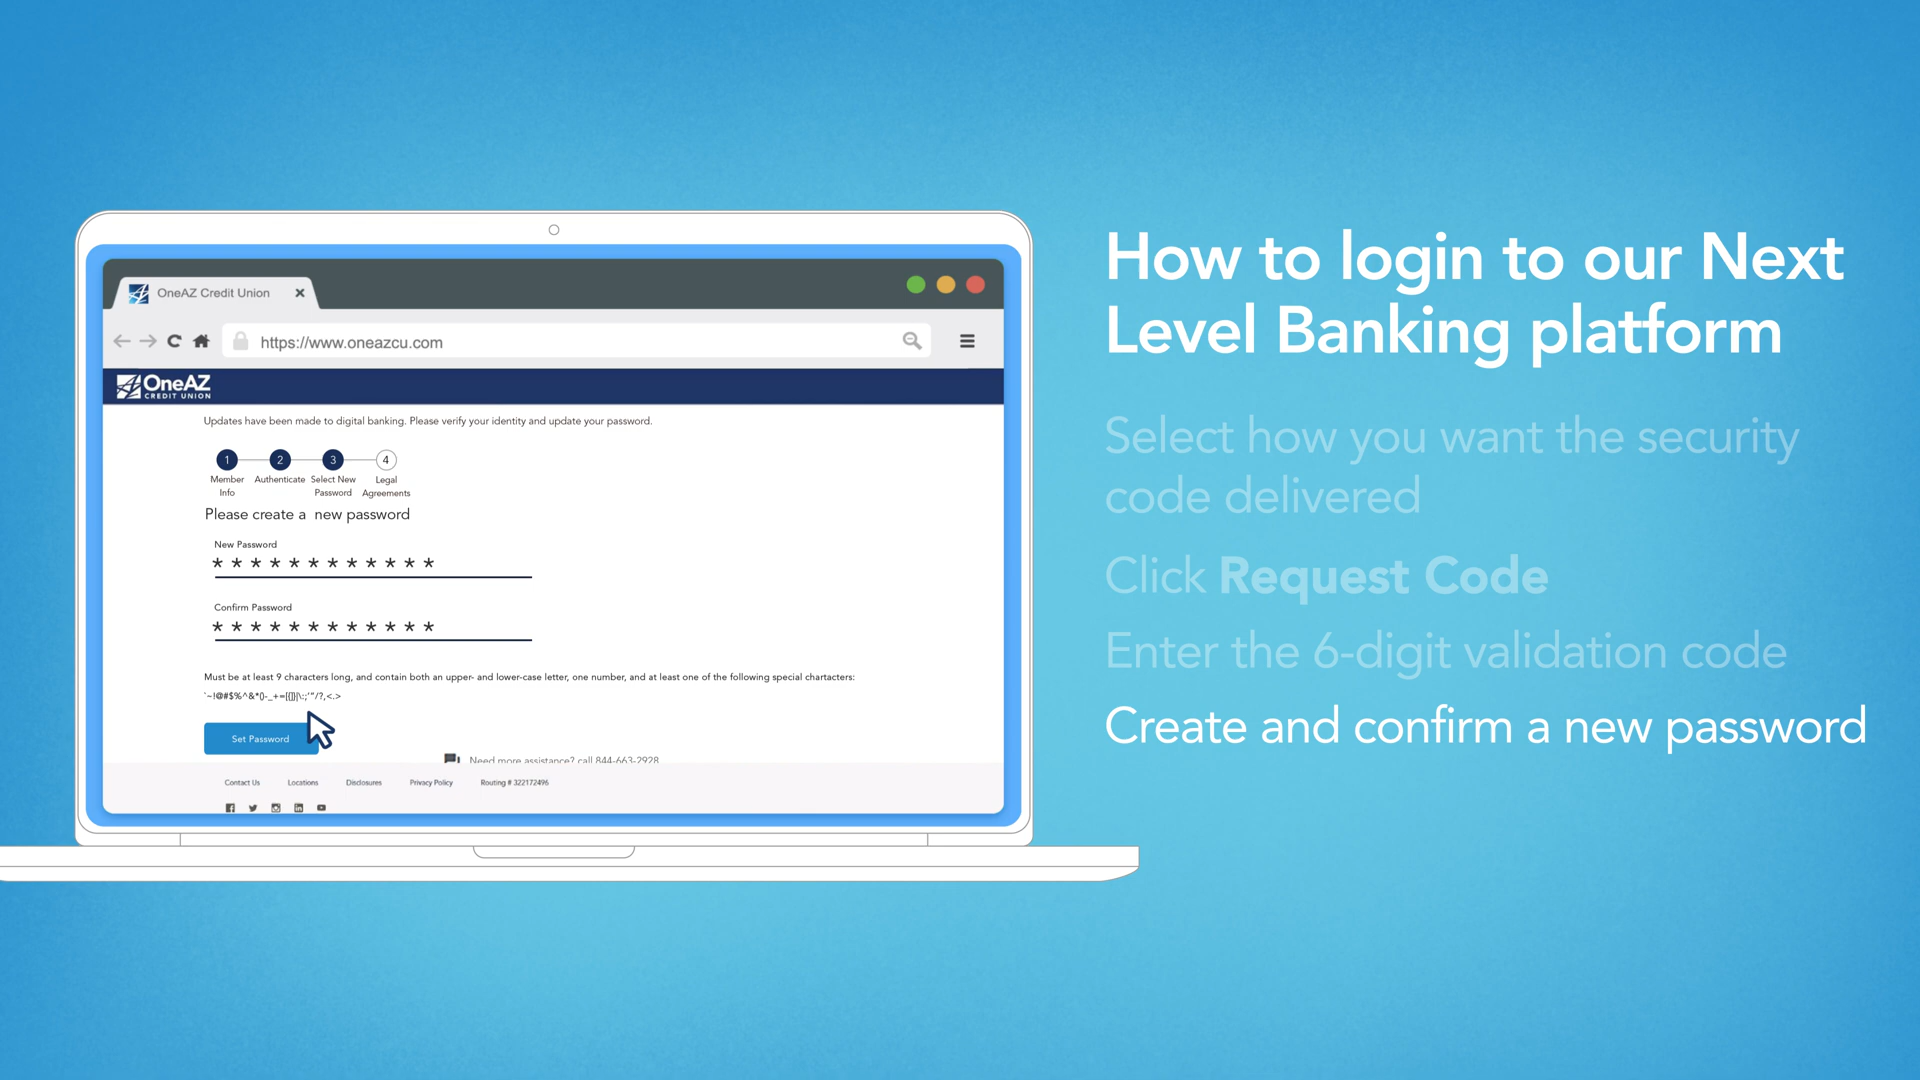 OneAZ Credit Union
https://www.oneazcu.com
OneAZ
CREDIT UNION
Updates have been made to digital banking. Please verify your identity and update your password.
1 2 3 4
Member Info
Authenticate
Select New Password
Legal Agreements
Please create a new password
New Password
* * * * * * * * * * * *
Confirm Password
* * * * * * * * * * * *
Must be at least 9 characters long, and contain both an upper- and lower-case letter, one number, and at least one of the following special chartacters:
`~!@#$%^&*()-_+={[]}|\:;'"/?,<.>
Set Password
Need more assistance? call 844-663-2928
Contact Us Locations Disclosures Privacy Policy Routing # 322172496
How to login to our Next
Level Banking platform
Select how you want the security
code delivered
Click Request Code
Enter the 6-digit validation code
Create and confirm a new password